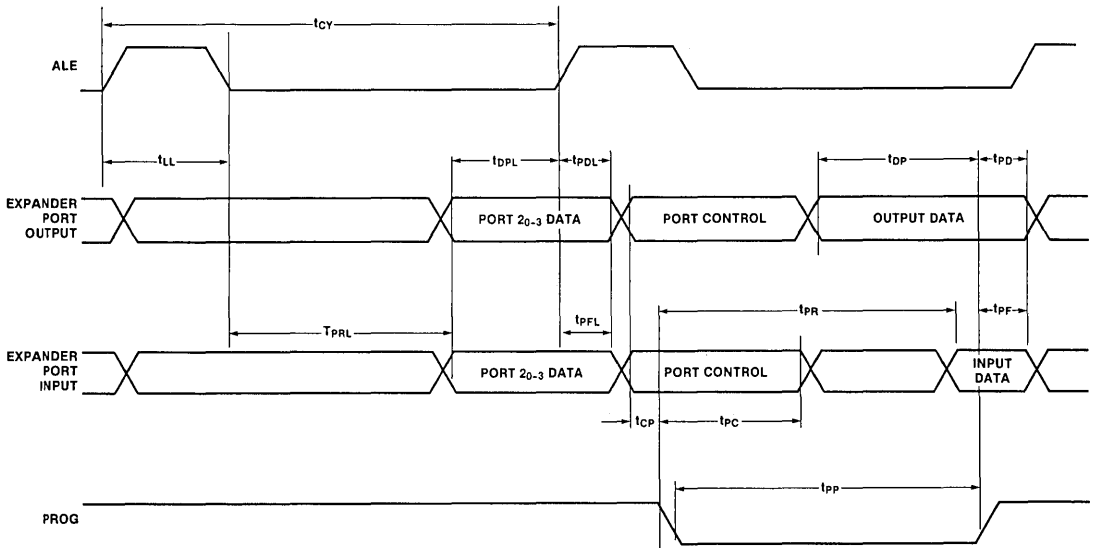 tCY
ALE
tLL
tDPL
tPDL
tDP
tPD
EXPANDER
PORT
OUTPUT
PORT 20-3 DATA
PORT CONTROL
OUTPUT DATA
TPRL
tPFL
tPR
tPF
EXPANDER
PORT
INPUT
PORT 20-3 DATA
PORT CONTROL
INPUT
DATA
tCP
tPC
tPP
PROG